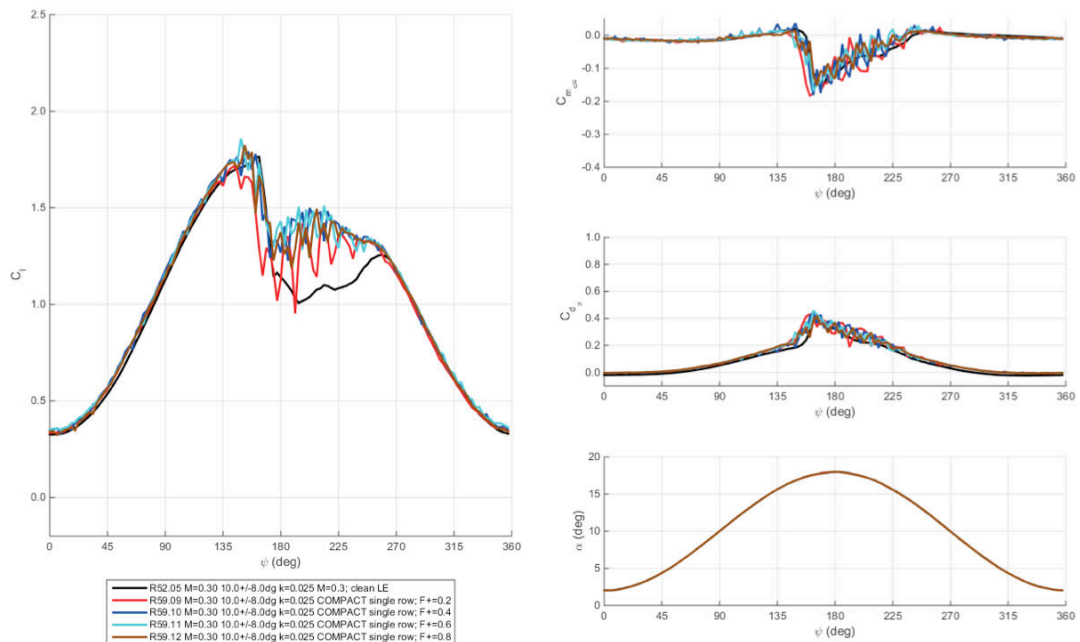 2.5
2.0
1.5
1.0
0.5
0.0
C_l
0 45 90 135 180 225 270 315 360
ψ (deg)
R52.05 M=0.30 10.0+/-8.0dg k=0.025 M=0.3; clean LE
R59.09 M=0.30 10.0+/-8.0dg k=0.025 COMPACT single row; F+=0.2
R59.10 M=0.30 10.0+/-8.0dg k=0.025 COMPACT single row; F+=0.4
R59.11 M=0.30 10.0+/-8.0dg k=0.025 COMPACT single row; F+=0.6
R59.12 M=0.30 10.0+/-8.0dg k=0.025 COMPACT single row; F+=0.8
0.0
-0.1
-0.2
-0.3
-0.4
C_m
0 45 90 135 180 225 270 315 360
ψ (deg)
1.0
0.8
0.6
0.4
0.2
0.0
C_d_p
0 45 90 135 180 225 270 315 360
ψ (deg)
20
15
10
5
0
α (deg)
0 45 90 135 180 225 270 315 360
ψ (deg)